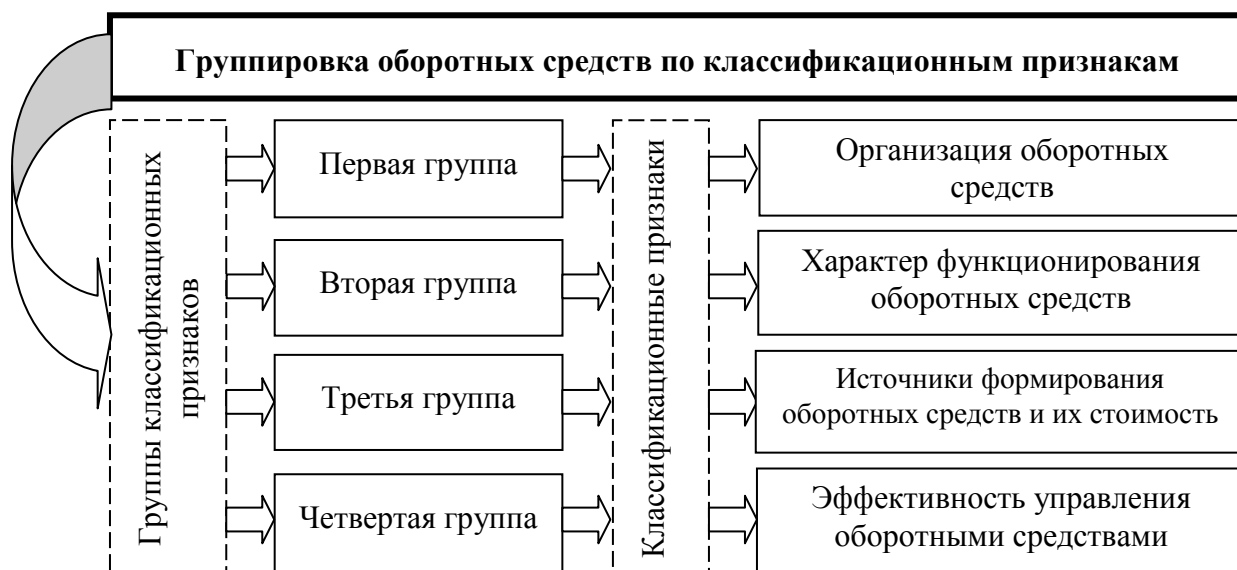 Группировка оборотных средств по классификационным признакам
Группы классификационных
признаков
Первая группа
Вторая группа
Третья группа
Четвертая группа
Классификационные признаки
Организация оборотных
средств
Характер функционирования
оборотных средств
Источники формирования
оборотных средств и их стоимость
Эффективность управления
оборотными средствами